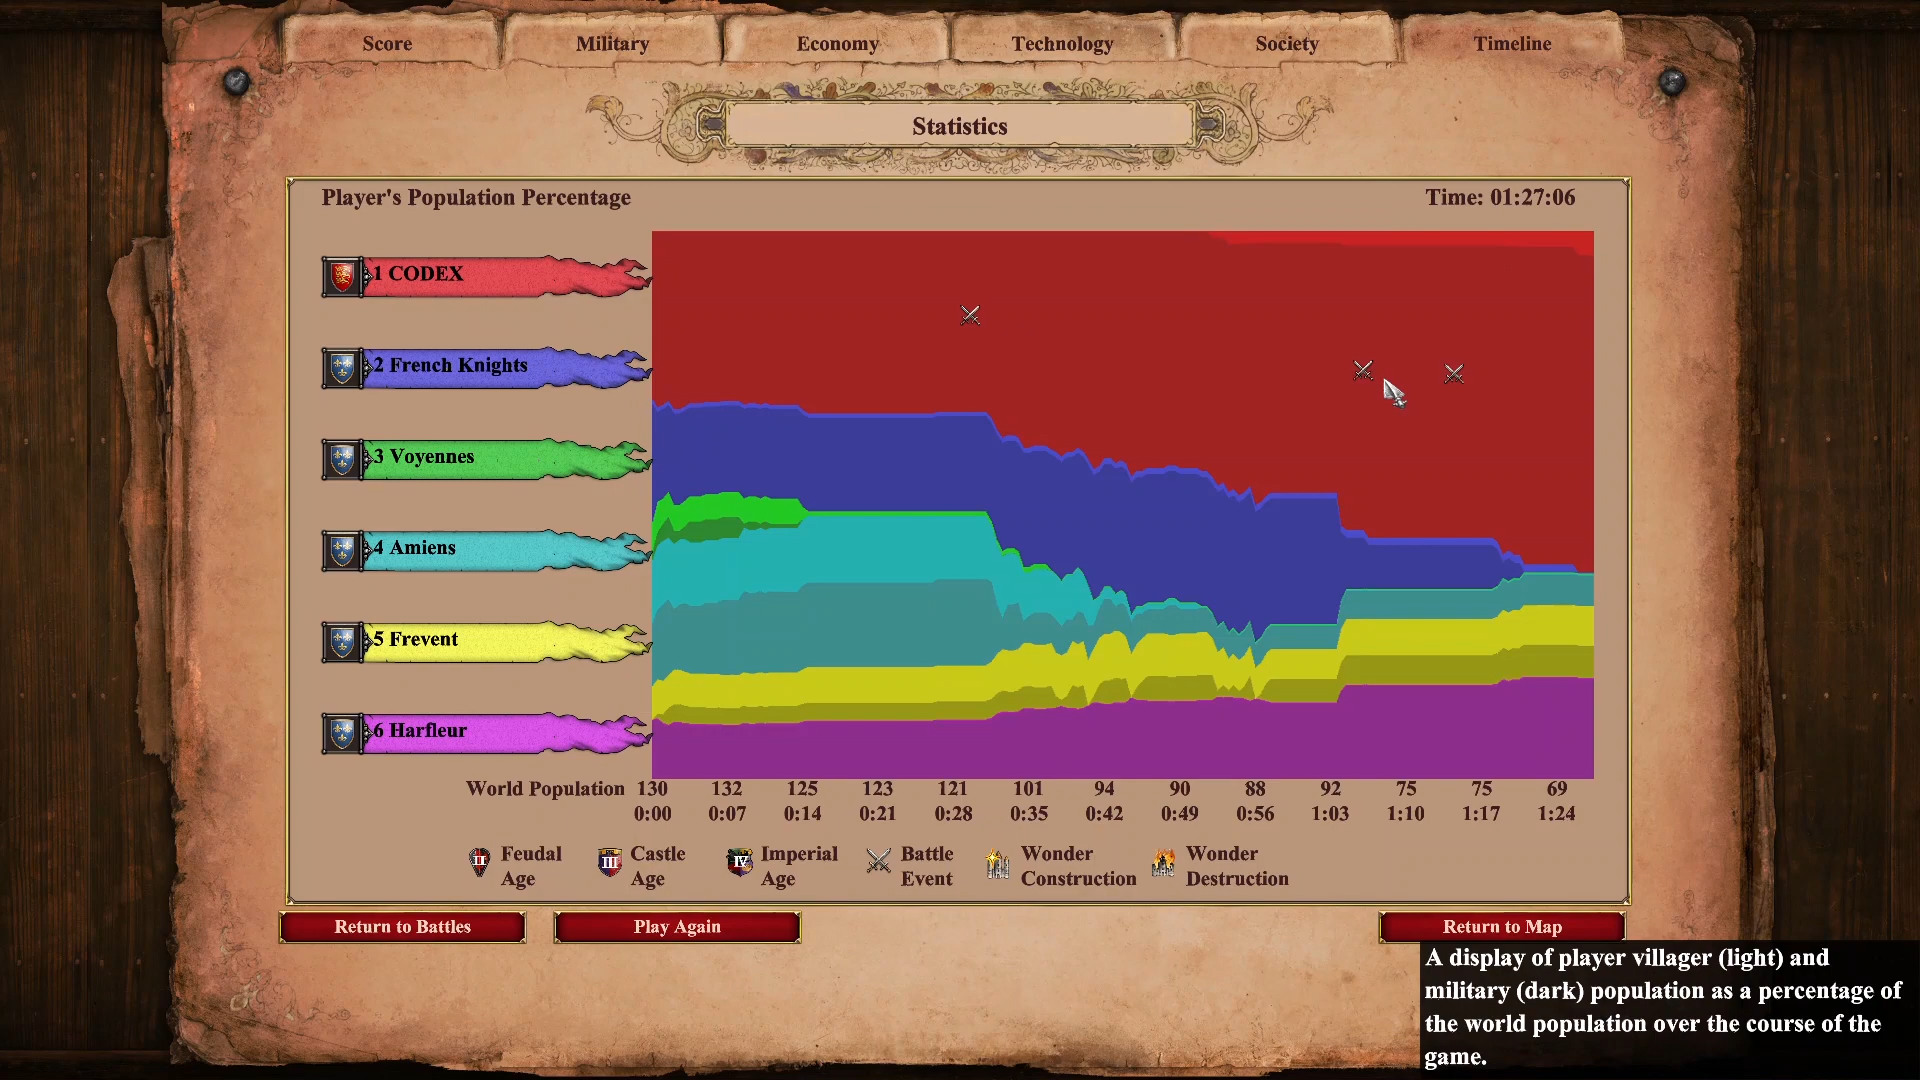 Score
Military
Economy
Technology
Society
Timeline
Statistics
Player's Population Percentage
Time: 01:27:06
1 CODEX
2 French Knights
3 Voyennes
4 Amiens
5 Frevent
6 Harfleur
World Population 130 132 125 123 121 101 94 90 88 92 75 75 69
0:00 0:07 0:14 0:21 0:28 0:35 0:42 0:49 0:56 1:03 1:10 1:17 1:24
II Feudal
Age
III Castle
Age
IV Imperial
Age
Battle
Event
Wonder
Construction
Wonder
Destruction
Return to Battles
Play Again
Return to Map
A display of player villager (light) and
military (dark) population as a percentage of
the world population over the course of the
game.